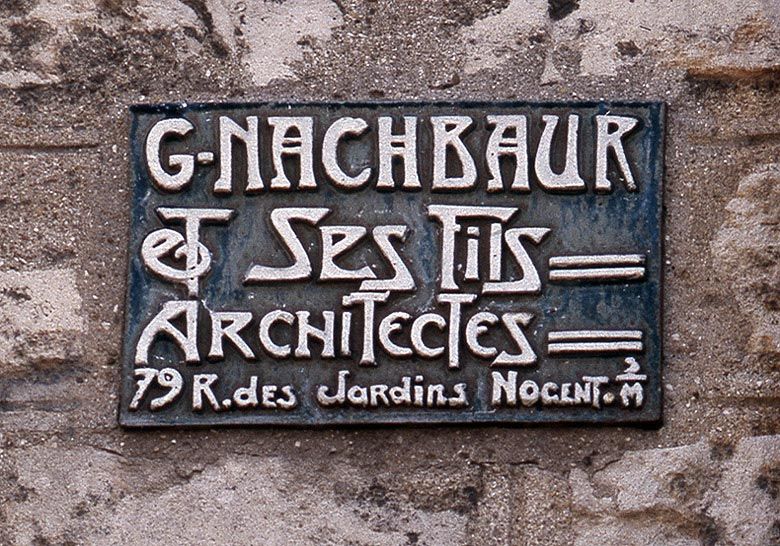 G-NACHBAUR
et Ses Fils
ARCHITECTES
79 R. des Jardins NOGENT. s/M